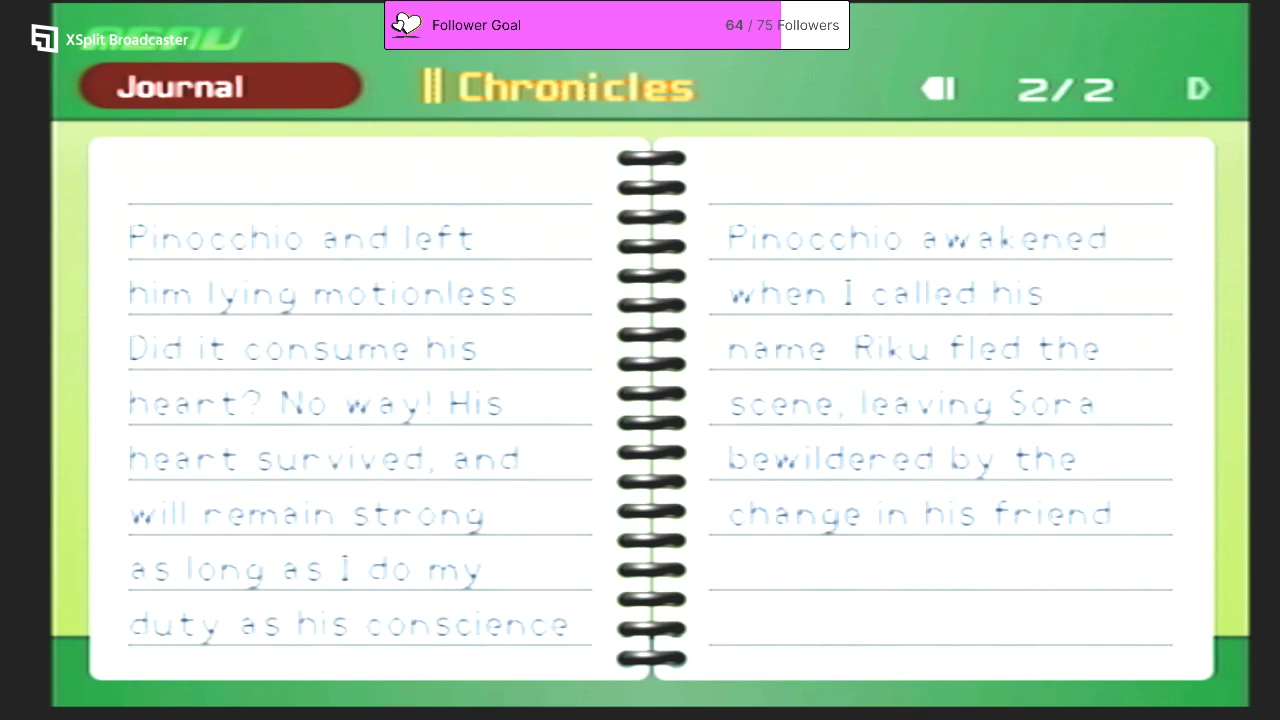 XSplit Broadcaster
MENU
Follower Goal
64 / 75 Followers
Journal
Chronicles
2/2
Pinocchio and left
him lying motionless
Did it consume his
heart? No way! His
heart survived, and
will remain strong
as long as I do my
duty as his conscience
Pinocchio awakened
when I called his
name Riku fled the
scene, leaving Sora
bewildered by the
change in his friend